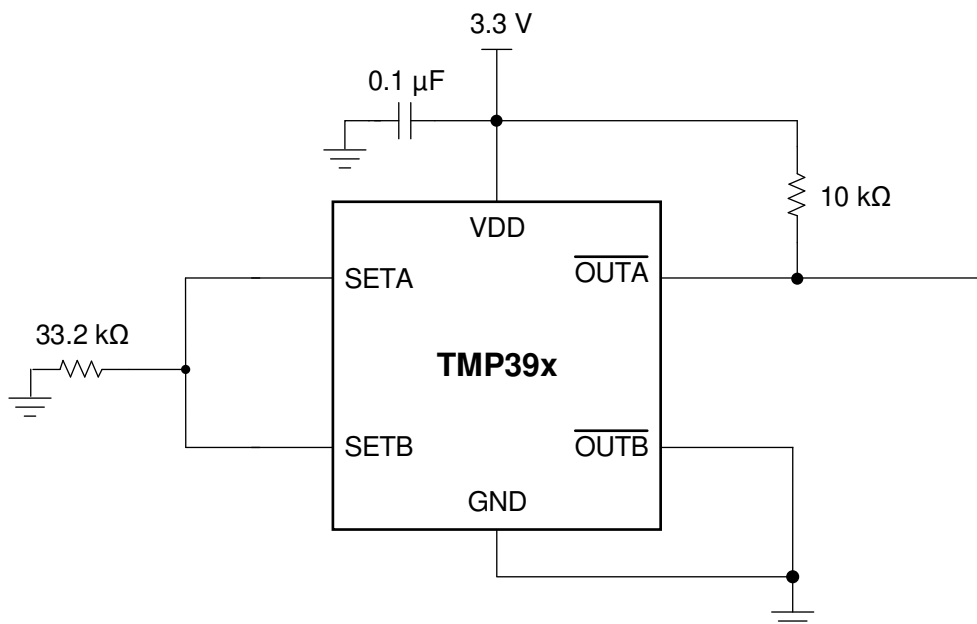 3.3 V
0.1 µF
10 kΩ
VDD
SETA
OUTA
33.2 kΩ
TMP39x
SETB
OUTB
GND